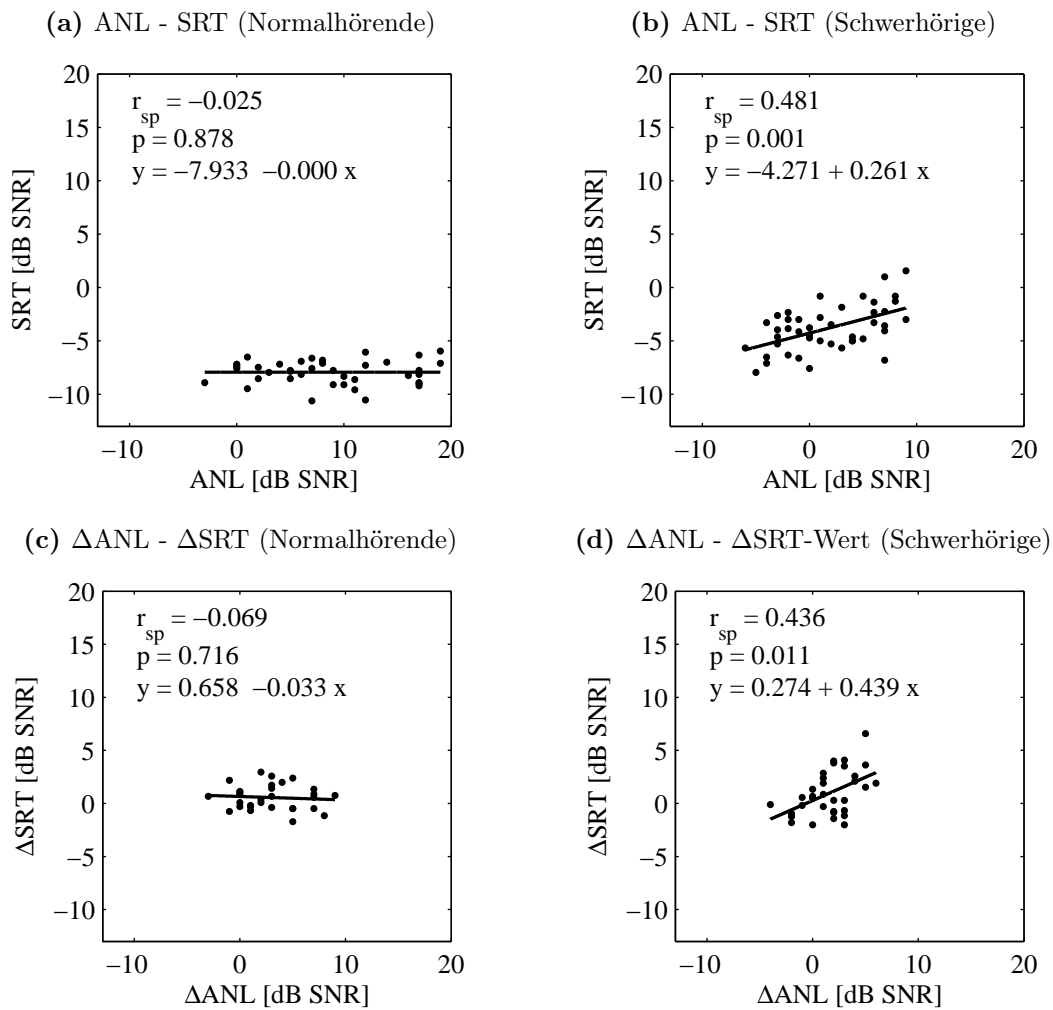 (a) ANL - SRT (Normalhörende)
20
15
10
5
0
−5
−10
SRT [dB SNR]
r_sp = −0.025
p = 0.878
y = −7.933 −0.000 x
−10 0 10 20
ANL [dB SNR]
(b) ANL - SRT (Schwerhörige)
20
15
10
5
0
−5
−10
SRT [dB SNR]
r_sp = 0.481
p = 0.001
y = −4.271 + 0.261 x
−10 0 10 20
ANL [dB SNR]
(c) ΔANL - ΔSRT (Normalhörende)
20
15
10
5
0
−5
−10
ΔSRT [dB SNR]
r_sp = −0.069
p = 0.716
y = 0.658 −0.033 x
−10 0 10 20
ΔANL [dB SNR]
(d) ΔANL - ΔSRT-Wert (Schwerhörige)
20
15
10
5
0
−5
−10
ΔSRT [dB SNR]
r_sp = 0.436
p = 0.011
y = 0.274 + 0.439 x
−10 0 10 20
ΔANL [dB SNR]